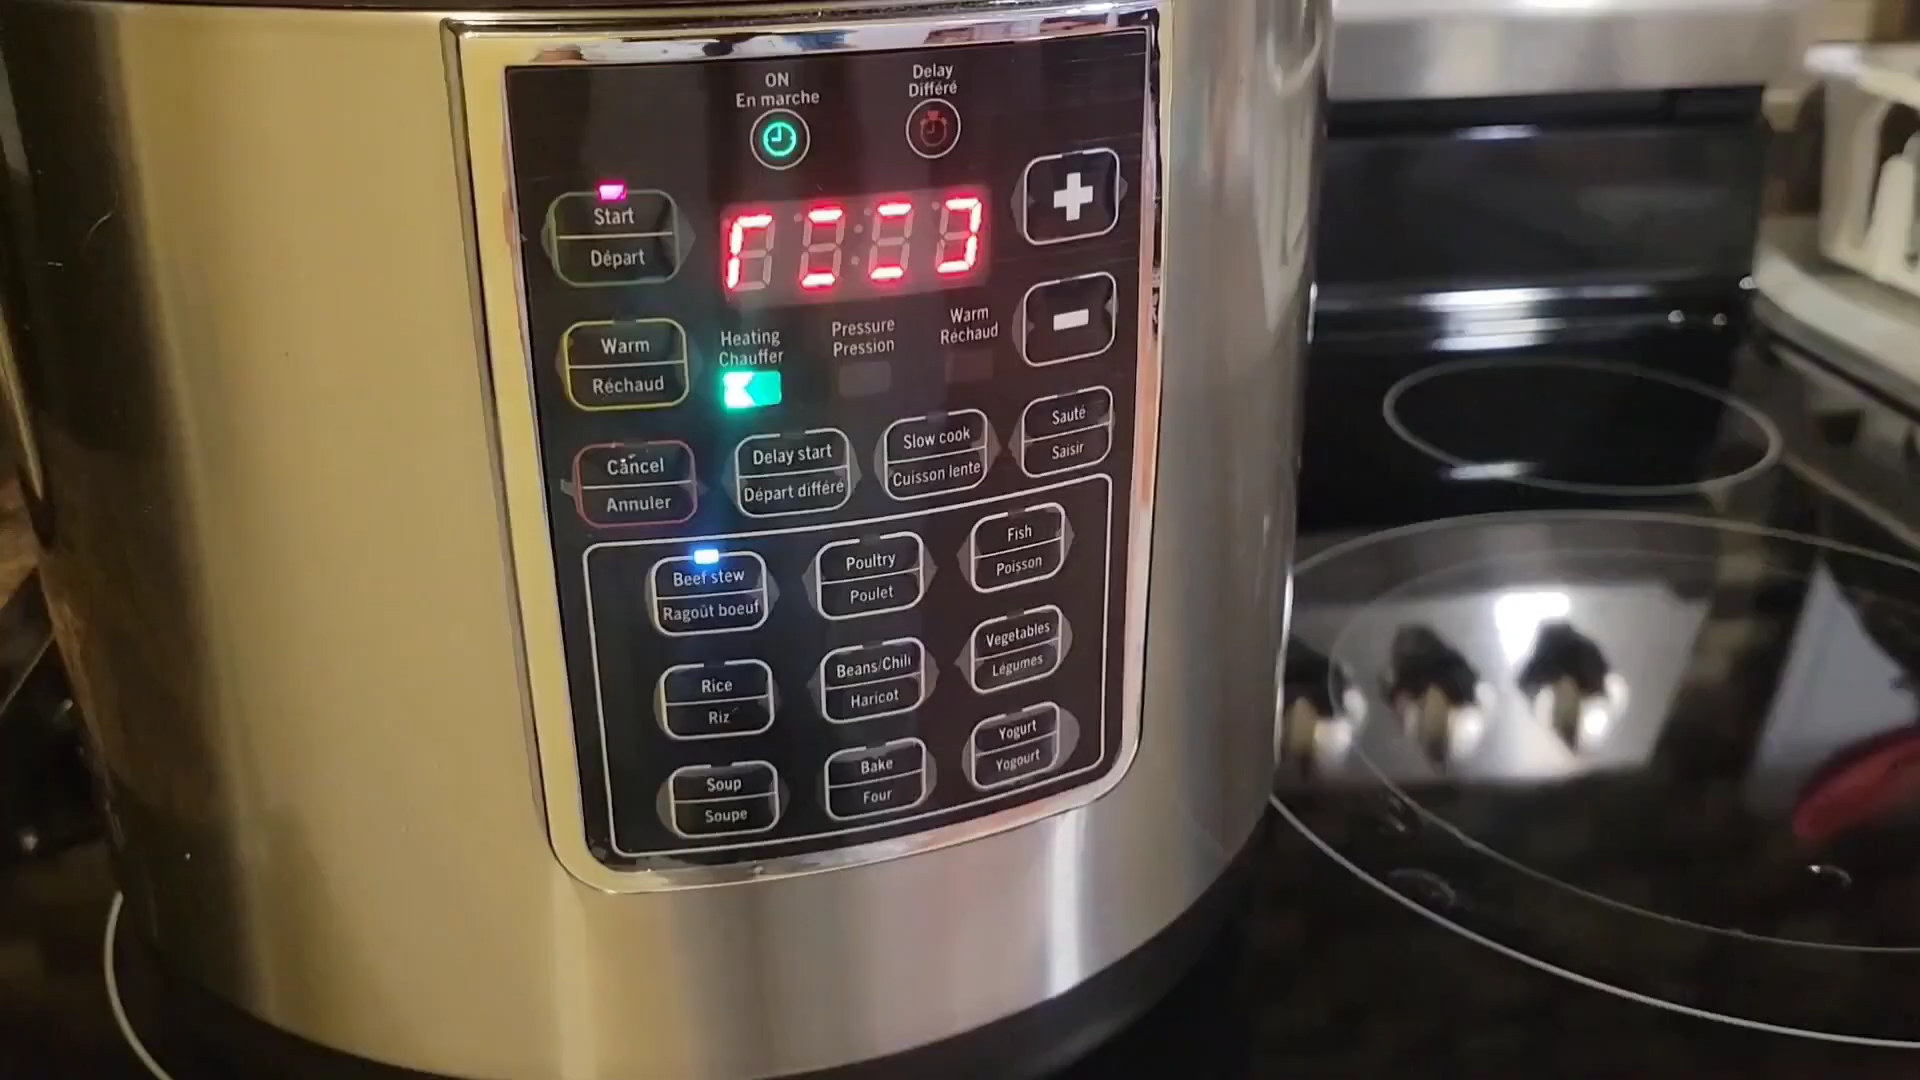 ON
En marche
Delay
Différé
Start
Départ
Warm
Réchaud
Heating
Chauffer
Pressure
Pression
Warm
Réchaud
Cancel
Annuler
Delay start
Départ différé
Slow cook
Cuisson lente
Sauté
Saisir
Beef stew
Ragoût boeuf
Poultry
Poulet
Fish
Poisson
Rice
Riz
Beans/Chili
Haricot
Vegetables
Légumes
Soup
Soupe
Bake
Four
Yogurt
Yogourt